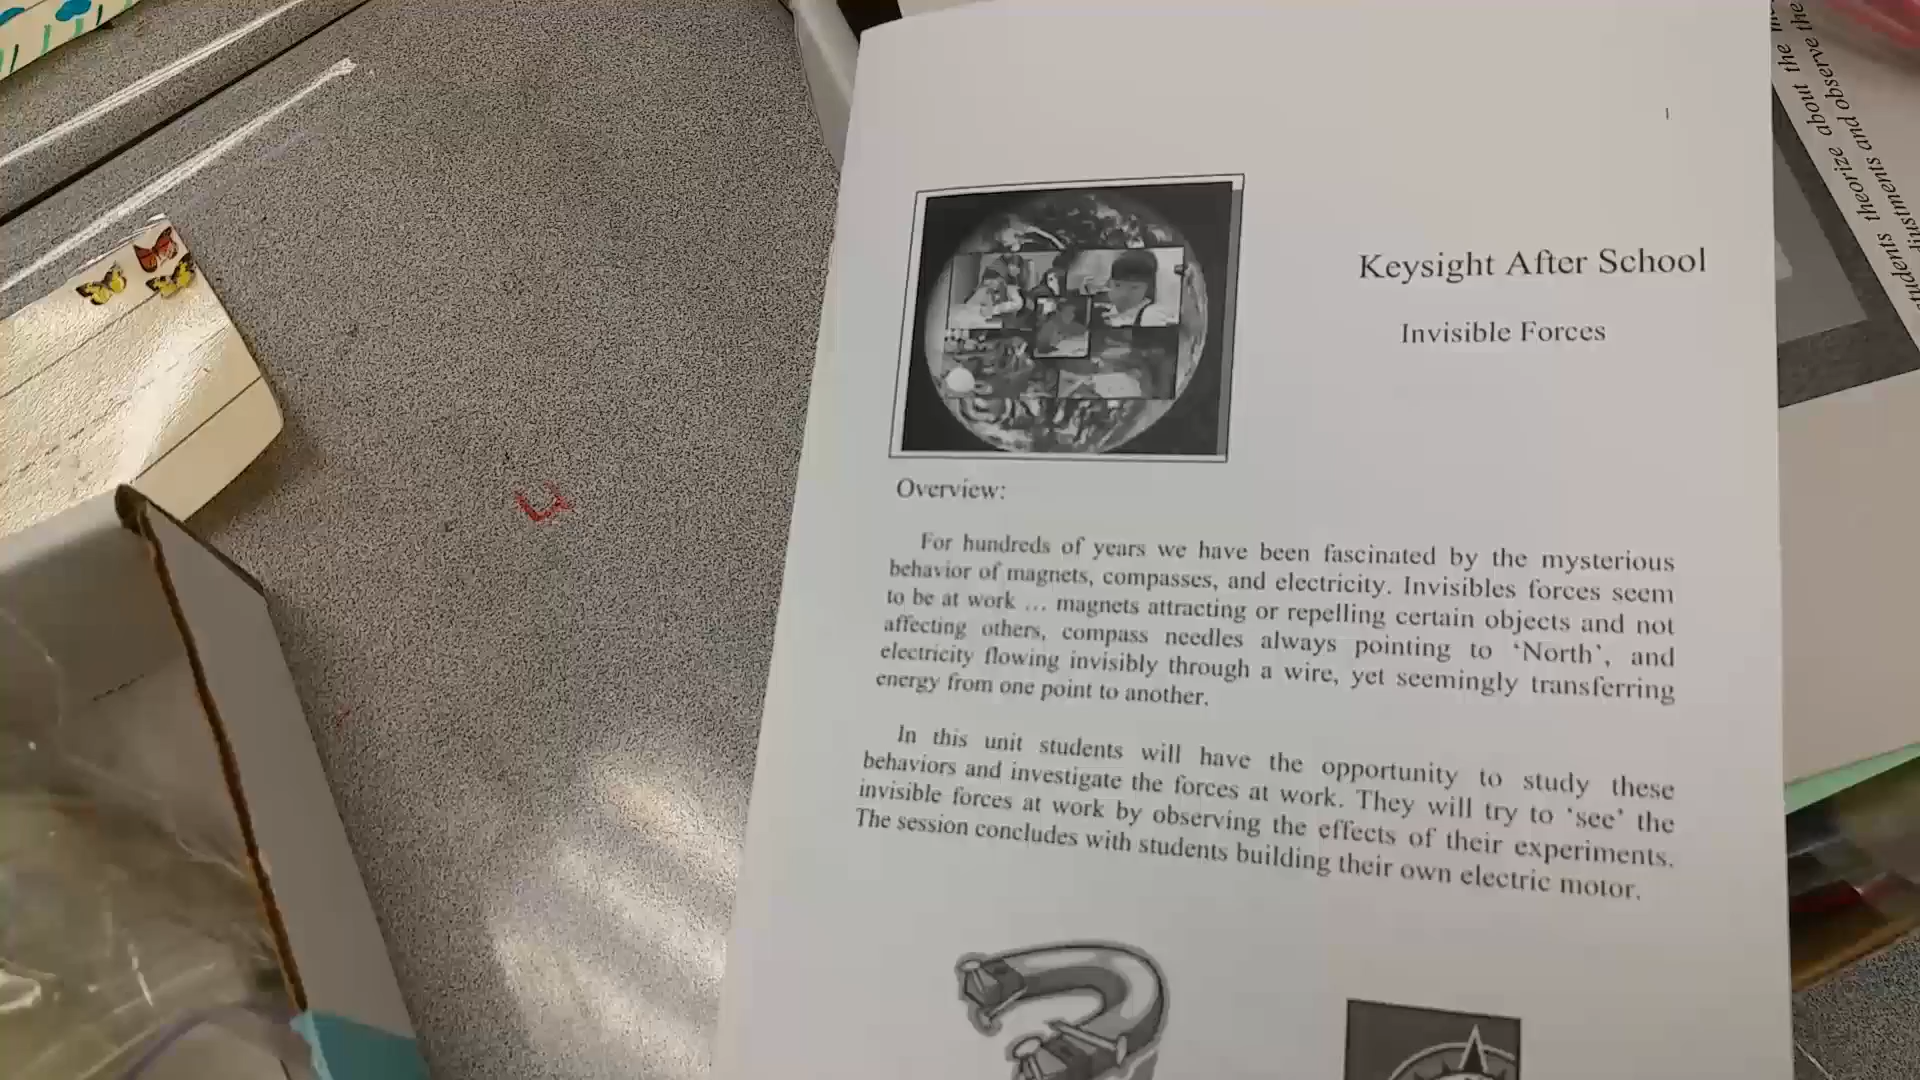 1
Keysight After School
Invisible Forces
Overview:
For hundreds of years we have been fascinated by the mysterious
behavior of magnets, compasses, and electricity. Invisibles forces seem
to be at work ... magnets attracting or repelling certain objects and not
affecting others, compass needles always pointing to ‘North’, and
electricity flowing invisibly through a wire, yet seemingly transferring
energy from one point to another.
In this unit students will have the opportunity to study these
behaviors and investigate the forces at work. They will try to ‘see’ the
invisible forces at work by observing the effects of their experiments.
The session concludes with students building their own electric motor.
theorize about the
and observe the